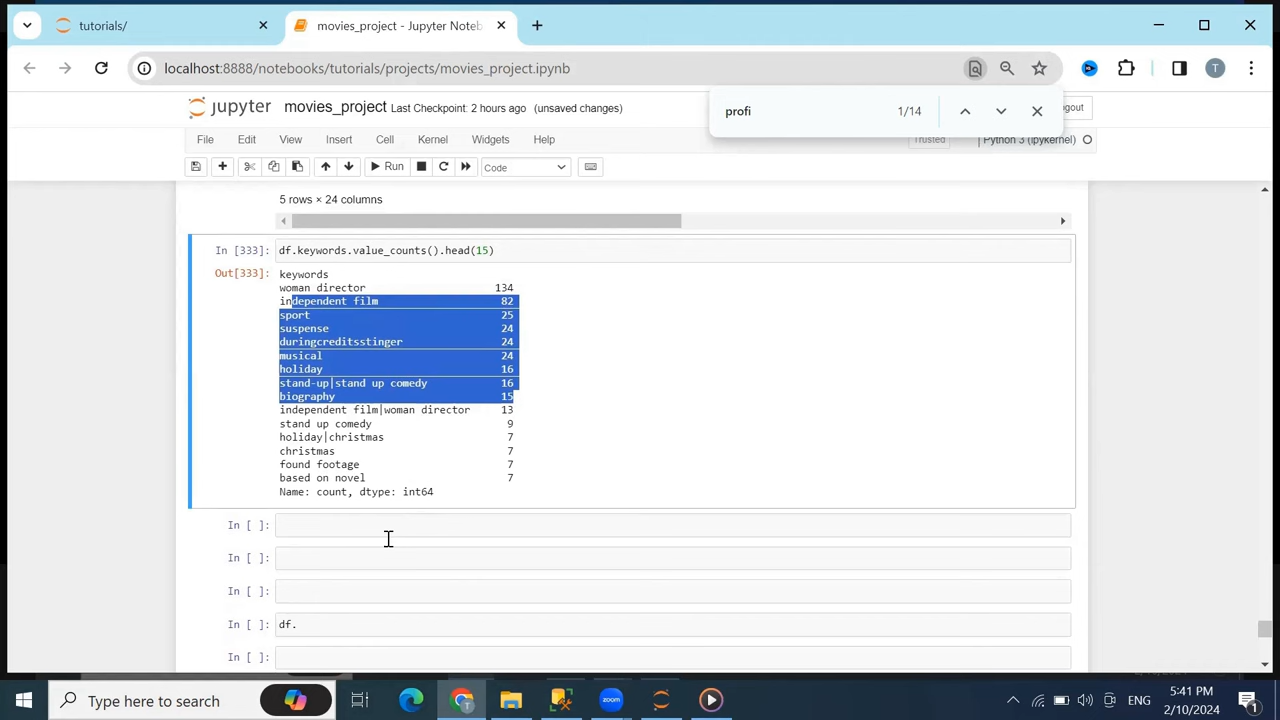 tutorials/
movies_project - Jupyter Noteb
localhost:8888/notebooks/tutorials/projects/movies_project.ipynb
T
profi 1/14
jupyter movies_project Last Checkpoint: 2 hours ago (unsaved changes)
ogout
File Edit View Insert Cell Kernel Widgets Help
Trusted
Python 3 (ipykernel)
Run
Code
5 rows × 24 columns
In [333]: df.keywords.value_counts().head(15)
Out[333]: keywords
woman director 134
independent film 82
sport 25
suspense 24
duringcreditsstinger 24
musical 24
holiday 16
stand-up|stand up comedy 16
biography 15
independent film|woman director 13
stand up comedy 9
holiday|christmas 7
christmas 7
found footage 7
based on novel 7
Name: count, dtype: int64
In [ ]:
In [ ]:
In [ ]:
In [ ]: df.
In [ ]:
Type here to search
zoom
ENG
5:41 PM
2/10/2024
1